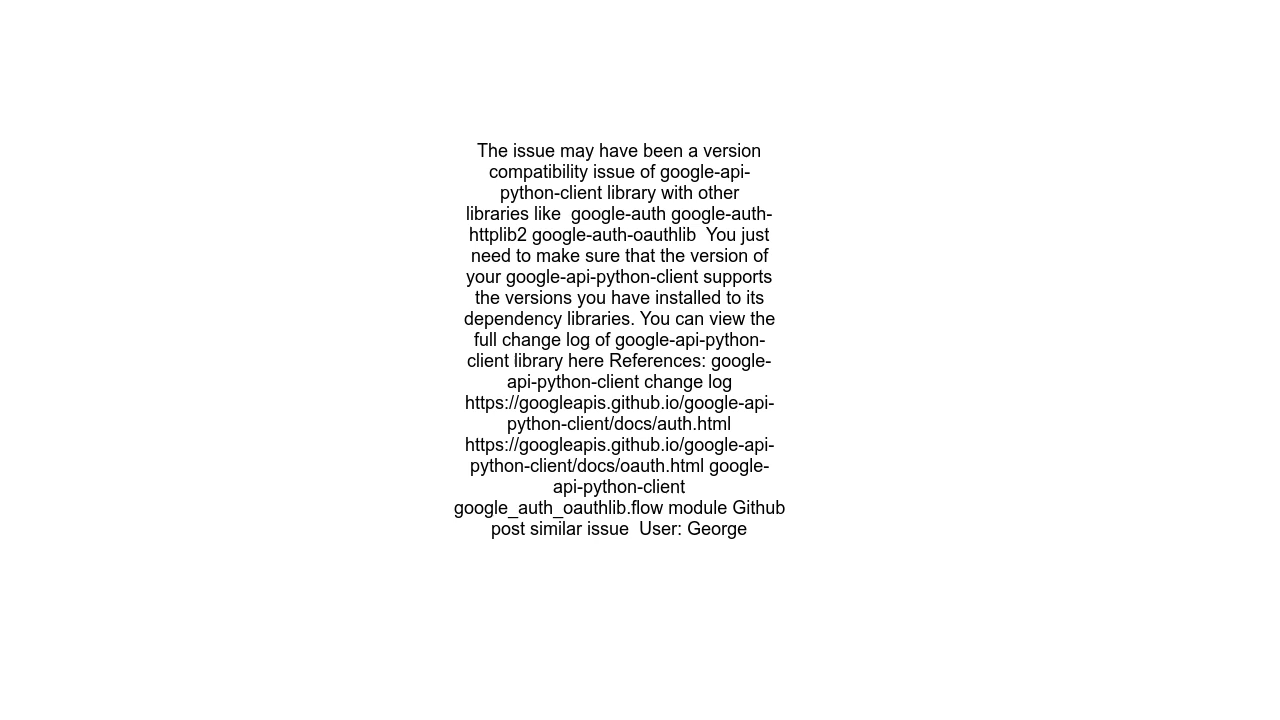 The issue may have been a version
compatibility issue of google-api-
python-client library with other
libraries like  google-auth google-auth-
httplib2 google-auth-oauthlib  You just
need to make sure that the version of
your google-api-python-client supports
the versions you have installed to its
dependency libraries. You can view the
full change log of google-api-python-
client library here References: google-
api-python-client change log
https://googleapis.github.io/google-api-
python-client/docs/auth.html
https://googleapis.github.io/google-api-
python-client/docs/oauth.html google-
api-python-client
google_auth_oauthlib.flow module Github
post similar issue  User: George